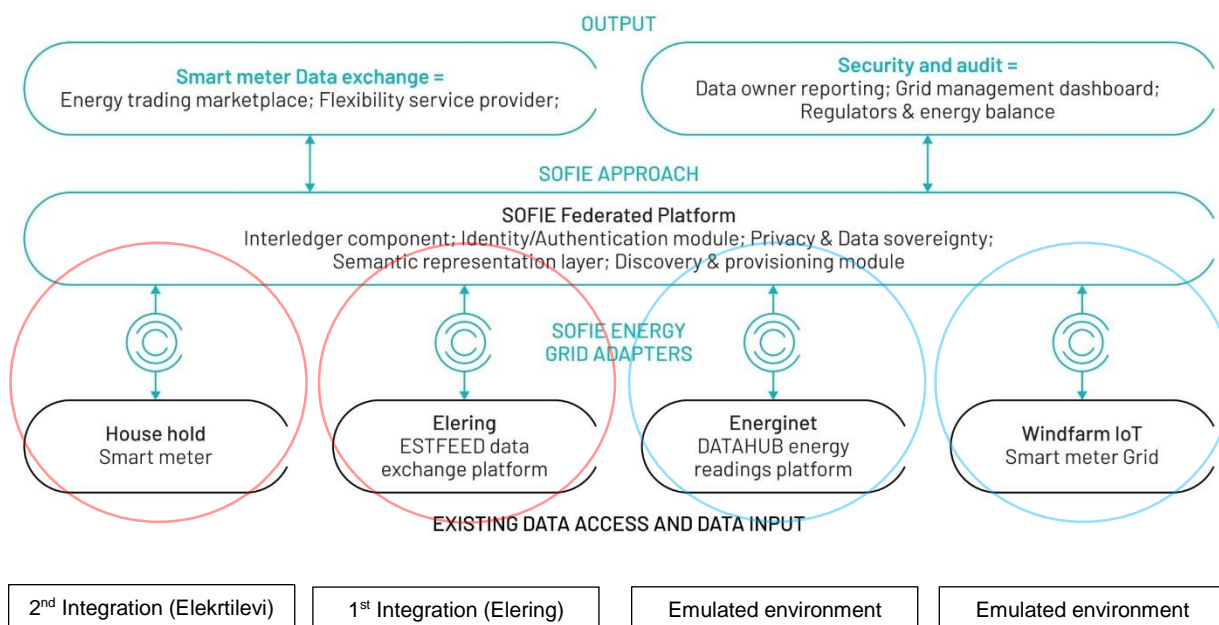 OUTPUT
Smart meter Data exchange =
Energy trading marketplace; Flexibility service provider;
Security and audit =
Data owner reporting; Grid management dashboard;
Regulators & energy balance
SOFIE APPROACH
SOFIE Federated Platform
Interledger component; Identity/Authentication module; Privacy & Data sovereignty;
Semantic representation layer; Discovery & provisioning module
SOFIE ENERGY
GRID ADAPTERS
House hold
Smart meter
Elering
ESTFEED data
exchange platform
Energinet
DATAHUB energy
readings platform
Windfarm IoT
Smart meter Grid
EXISTING DATA ACCESS AND DATA INPUT
2nd Integration (Elekrtilevi)
1st Integration (Elering)
Emulated environment
Emulated environment